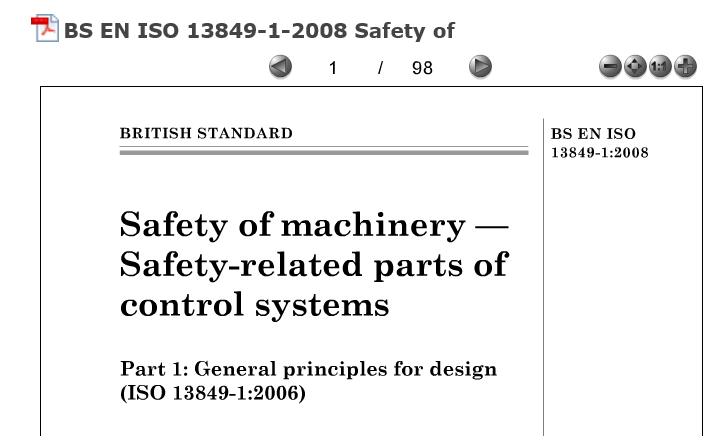 BS EN ISO 13849-1-2008 Safety of
1 / 98
1:1
BRITISH STANDARD
BS EN ISO
13849-1:2008
Safety of machinery —
Safety-related parts of
control systems
Part 1: General principles for design
(ISO 13849-1:2006)